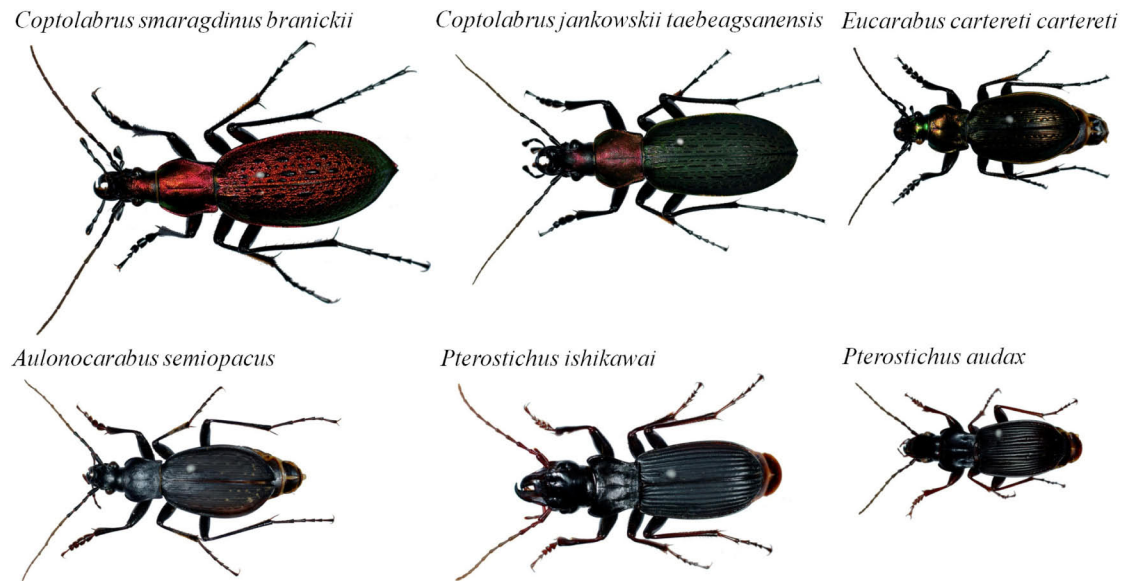 Coptolabrus smaragdinus branickii
Coptolabrus jankowskii taebeagsanensis
Eucarabus cartereti cartereti
Aulonocarabus semiopacus
Pterostichus ishikawai
Pterostichus audax